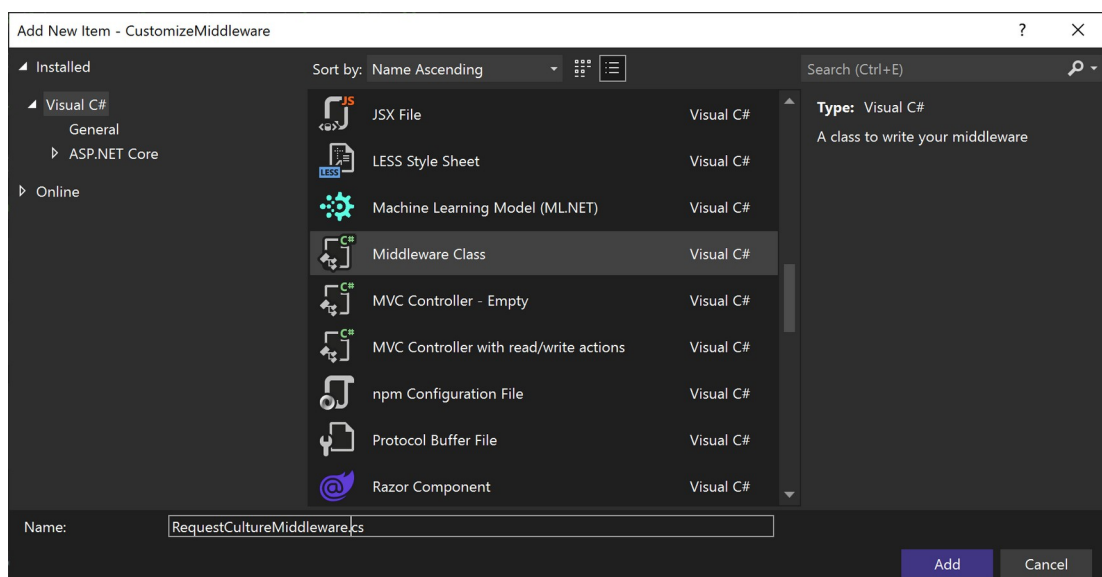 Add New Item - CustomizeMiddleware
?
Installed
Sort by: Name Ascending
Search (Ctrl+E)
Visual C#
General
ASP.NET Core
Online
JS
JSX File Visual C#
LESS
LESS Style Sheet Visual C#
Machine Learning Model (ML.NET) Visual C#
C#
Middleware Class Visual C#
C#
MVC Controller - Empty Visual C#
C#
MVC Controller with read/write actions Visual C#
npm Configuration File Visual C#
Protocol Buffer File Visual C#
@
Razor Component Visual C#
Type: Visual C#
A class to write your middleware
Name: RequestCultureMiddleware.cs
Add Cancel